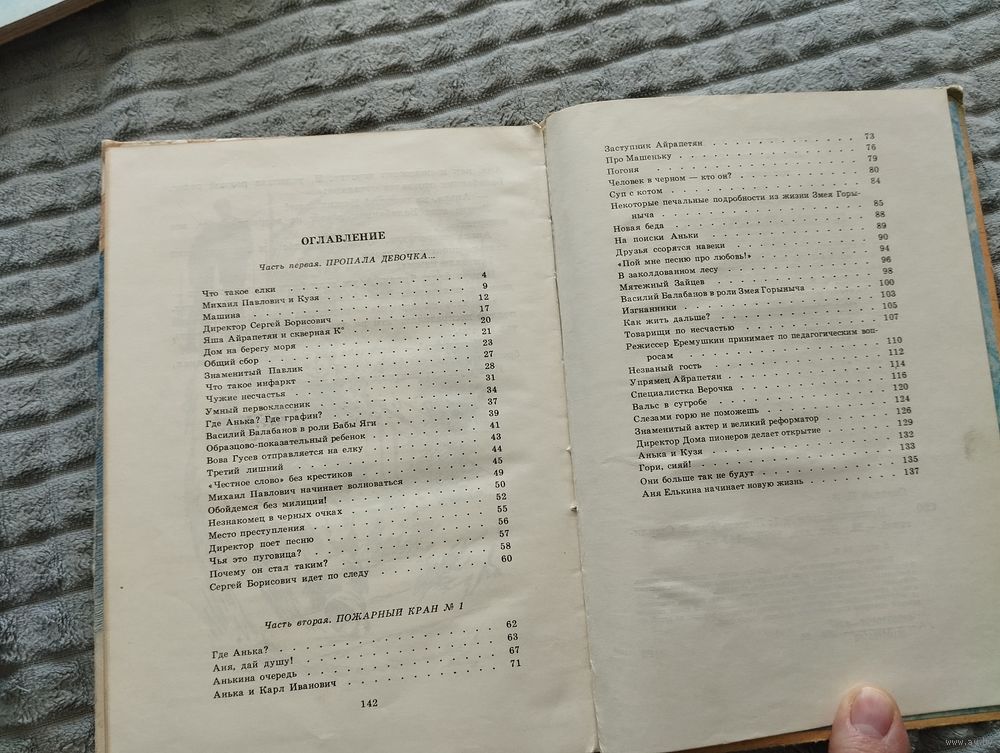 ОГЛАВЛЕНИЕ
Часть первая. ПРОПАЛА ДЕВОЧКА...
Что такое елки 4
Михаил Павлович и Кузя 9
Машина 12
Директор Сергей Борисович 17
Яша Айрапетян и скверная К° 20
Дом на берегу моря 21
Общий сбор 23
Знаменитый Павлик 27
Что такое инфаркт 28
Чужие несчастья 31
Умный первоклассник 34
Где Анька? Где графин? 37
Василий Балабанов в роли Бабы Яги 39
Образцово-показательный ребенок 41
Вова Гусев отправляется на елку 43
Третий лишний 44
«Честное слово» без крестиков 45
Михаил Павлович начинает волноваться 49
Обойдемся без милиции! 50
Незнакомец в черных очках 52
Место преступления 55
Директор поет песню 56
Чья это пуговица? 57
Почему он стал таким? 58
Сергей Борисович идет по следу 60
Часть вторая. ПОЖАРНЫЙ КРАН № 1
Где Анька? 62
Аня, дай душу! 63
Анькина очередь 67
Анька и Карл Иванович 71
142
Заступник Айрапетян 73
Про Машеньку 76
Погоня 79
Человек в черном — кто он? 80
Суп с котом 84
Некоторые печальные подробности из жизни Змея Горы-
ныча 85
Новая беда 88
На поиски Аньки 89
Друзья ссорятся навеки 90
«Пой мне песню про любовь!» 94
В заколдованном лесу 96
Мятежный Зайцев 98
Василий Балабанов в роли Змея Горыныча 100
Изгнанники 103
Как жить дальше? 105
Товарищи по несчастью 107
Режиссер Еремушкин принимает по педагогическим воп-
росам 110
Незваный гость 112
Упрямец Айрапетян 114
Специалистка Верочка 116
Вальс в сугробе 120
Слезами горю не поможешь 124
Знаменитый актер и великий реформатор 126
Директор Дома пионеров делает открытие 129
Анька и Кузя 132
Гори, сияй! 133
Они больше так не будут 135
Аня Елькина начинает новую жизнь 137
www.ay.by